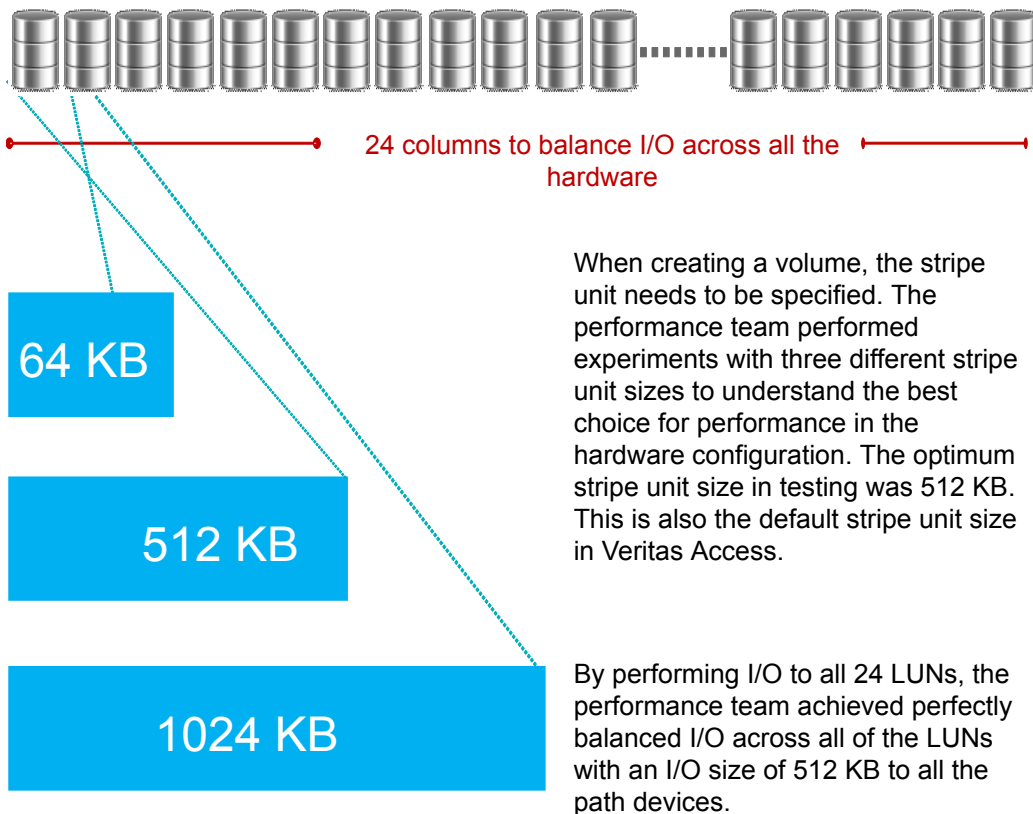 24 columns to balance I/O across all the
hardware
64 KB
When creating a volume, the stripe
unit needs to be specified. The
performance team performed
experiments with three different stripe
unit sizes to understand the best
choice for performance in the
hardware configuration. The optimum
stripe unit size in testing was 512 KB.
This is also the default stripe unit size
in Veritas Access.
512 KB
1024 KB
By performing I/O to all 24 LUNs, the
performance team achieved perfectly
balanced I/O across all of the LUNs
with an I/O size of 512 KB to all the
path devices.